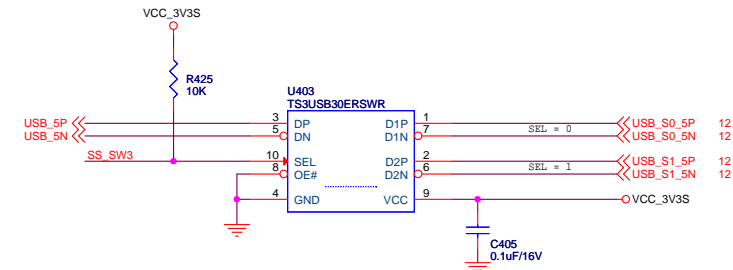 VCC_3V3S
R425
10K
U403
TS3USB30ERSWR
USB_5P 3 DP D1P 1 USB_S0_5P 12
USB_5N 5 DN D1N 7 SEL = 0 USB_S0_5N 12
SS_SW3 10 SEL D2P 2 USB_S1_5P 12
8 OE# D2N 6 SEL = 1 USB_S1_5N 12
4 GND VCC 9 VCC_3V3S
C405
0.1uF/16V